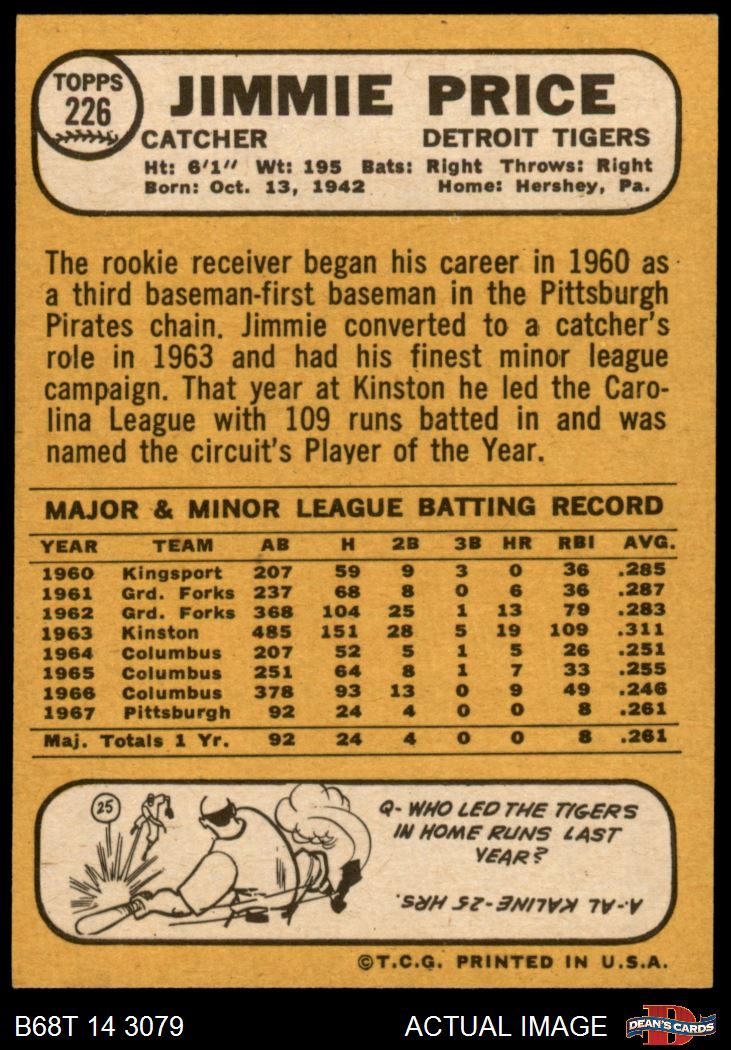 TOPPS
226
JIMMIE PRICE
CATCHER DETROIT TIGERS
Ht: 6'1" Wt: 195 Bats: Right Throws: Right
Born: Oct. 13, 1942 Home: Hershey, Pa.
The rookie receiver began his career in 1960 as
a third baseman-first baseman in the Pittsburgh
Pirates chain. Jimmie converted to a catcher's
role in 1963 and had his finest minor league
campaign. That year at Kinston he led the Caro-
lina League with 109 runs batted in and was
named the circuit's Player of the Year.
MAJOR & MINOR LEAGUE BATTING RECORD
YEAR TEAM AB H 2B 3B HR RBI AVG.
1960 Kingsport 207 59 9 3 0 36 .285
1961 Grd. Forks 237 68 8 0 6 36 .287
1962 Grd. Forks 368 104 25 1 13 79 .283
1963 Kinston 485 151 28 5 19 109 .311
1964 Columbus 207 52 5 1 5 26 .251
1965 Columbus 251 64 8 1 7 33 .255
1966 Columbus 378 93 13 0 9 49 .246
1967 Pittsburgh 92 24 4 0 0 8 .261
Maj. Totals 1 Yr. 92 24 4 0 0 8 .261
25
Q- WHO LED THE TIGERS
IN HOME RUNS LAST
YEAR?
A-AL KALINE-25 HRS.
©T.C.G. PRINTED IN U.S.A.
B68T 14 3079 ACTUAL IMAGE
D
DEAN'S CARDS